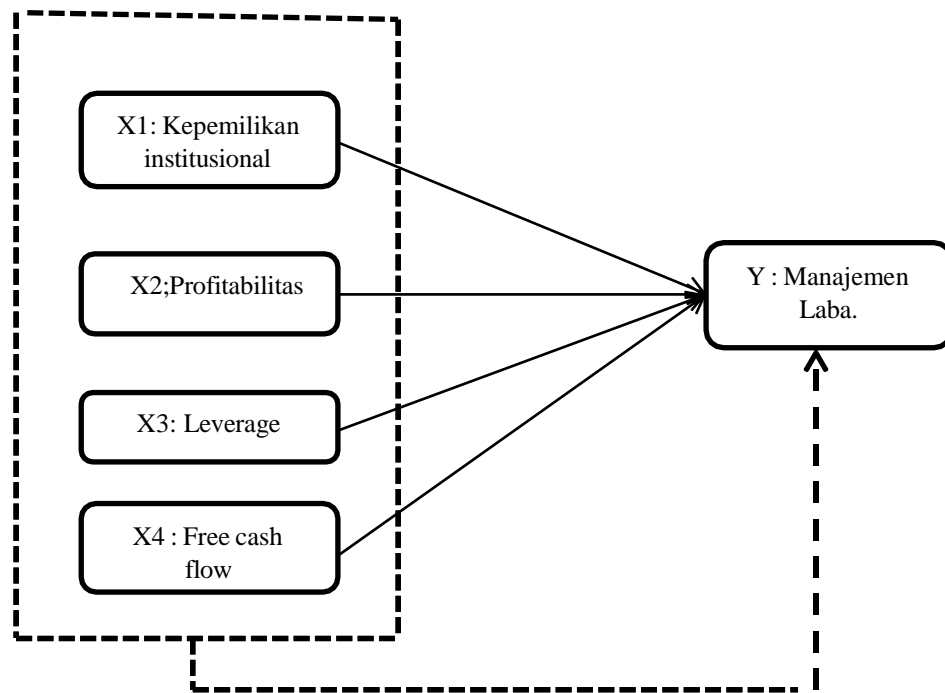 X1: Kepemilikan
institusional
X2;Profitabilitas
X3: Leverage
X4 : Free cash
flow
Y : Manajemen
Laba.